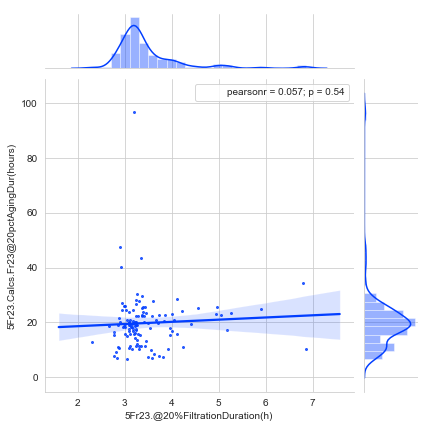 pearsonr = 0.057; p = 0.54
100
80
60
40
20
0
5Fr23.Calcs.Fr23@20pctAgingDur(hours)
2 3 4 5 6 7
5Fr23.@20%FiltrationDuration(h)